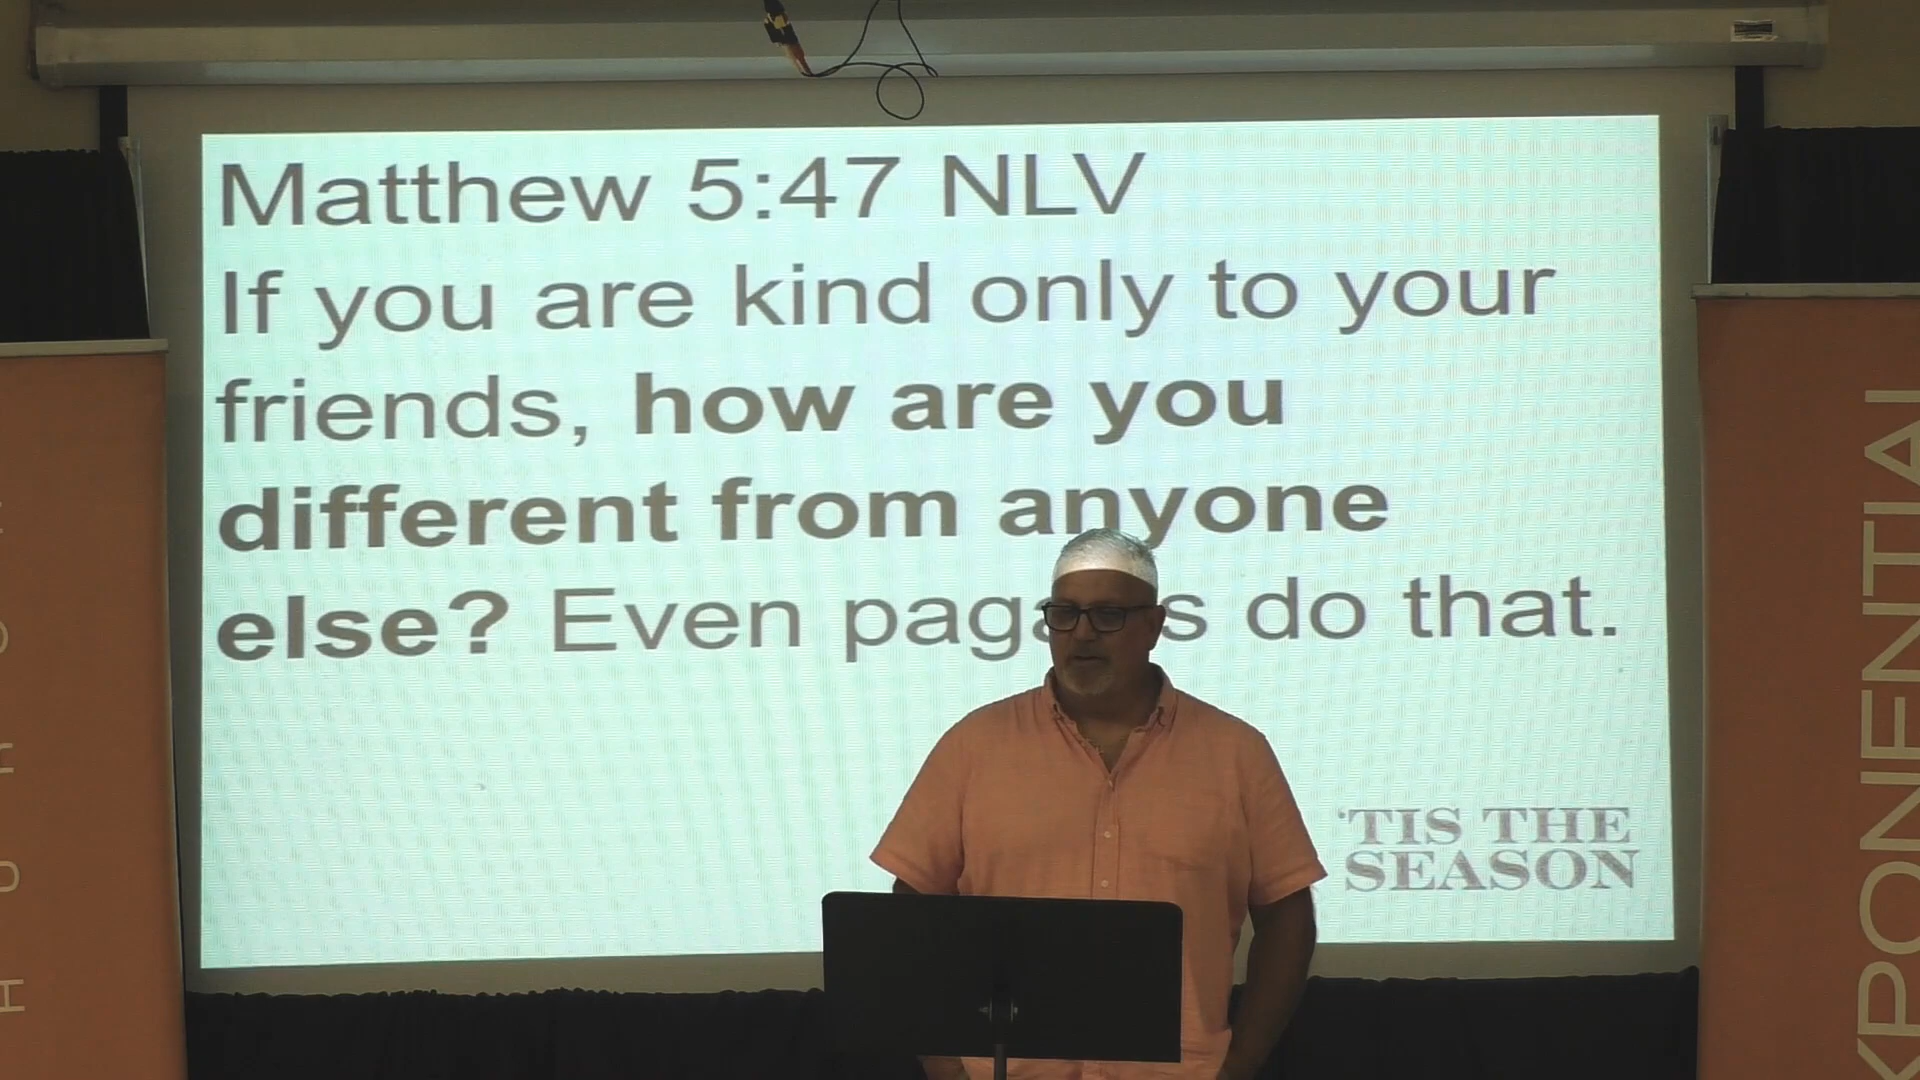 Matthew 5:47 NLV
If you are kind only to your
friends, how are you
different from anyone
else? Even pagans do that.
'TIS THE
SEASON